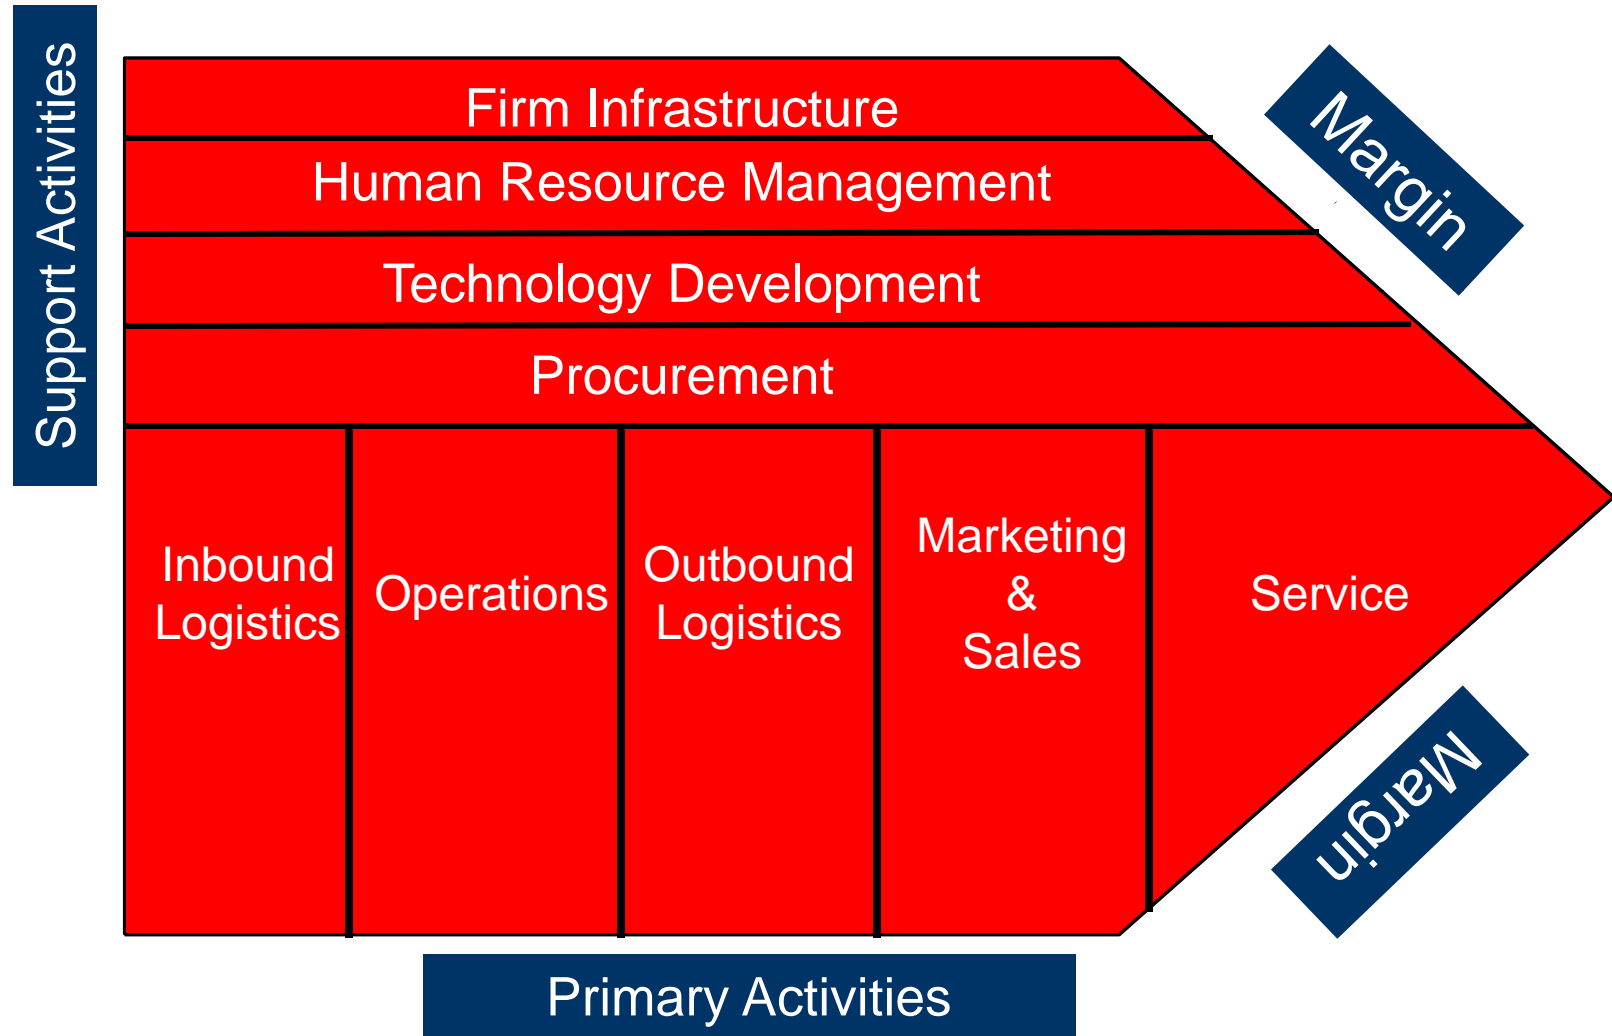 Support Activities
Firm Infrastructure
Human Resource Management
Technology Development
Procurement
Margin
Inbound
Logistics
Operations
Outbound
Logistics
Marketing
&
Sales
Service
Margin
Primary Activities